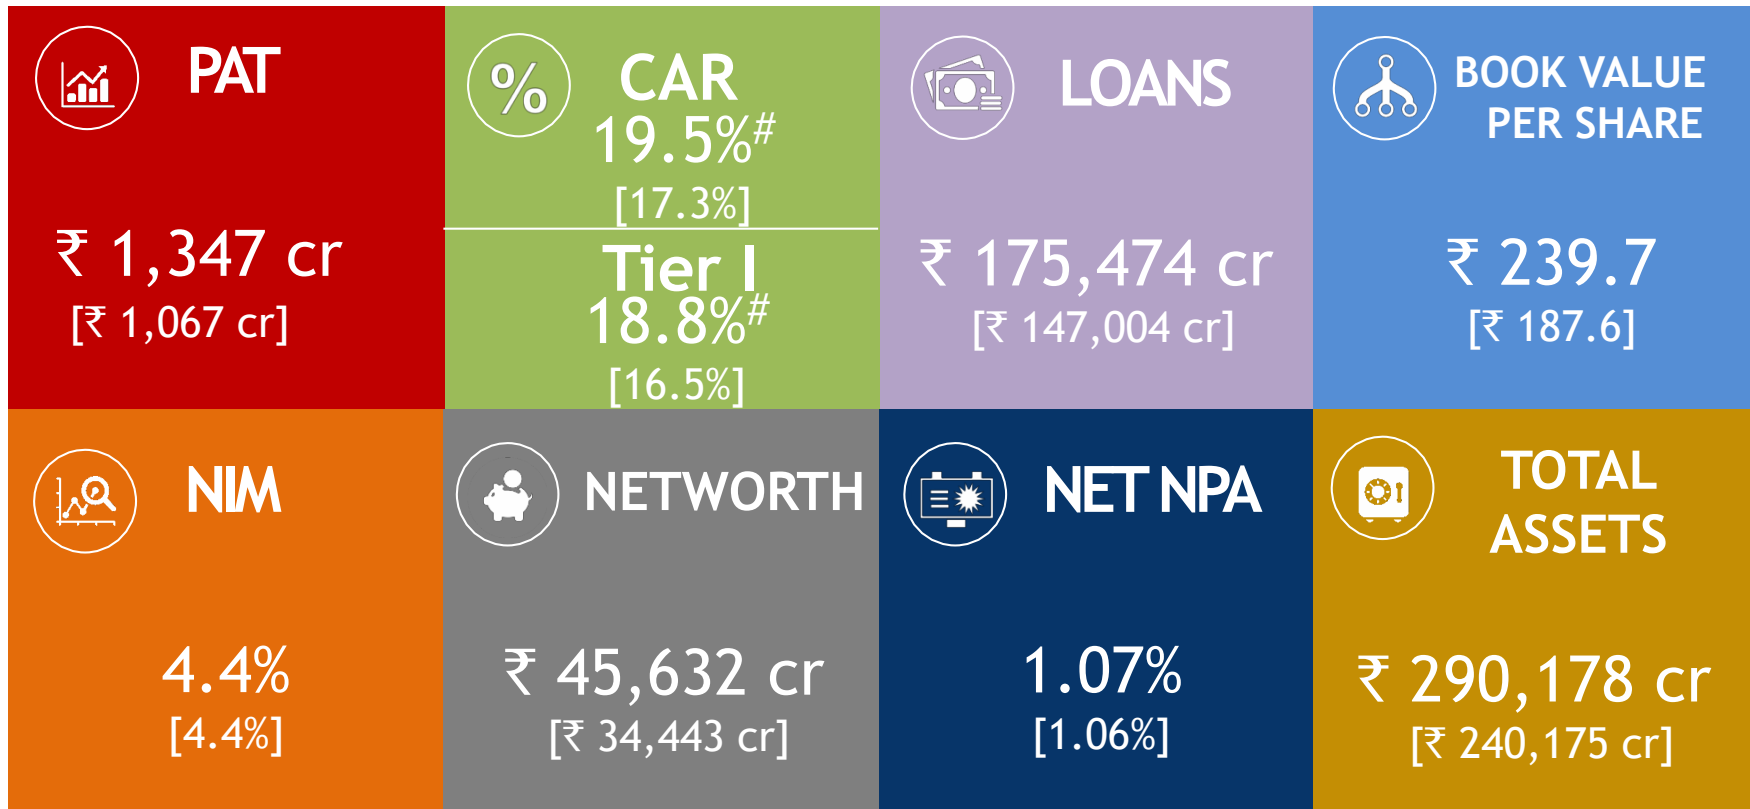 PAT
₹ 1,347 cr
[₹ 1,067 cr]
%
CAR
19.5%#
[17.3%]
Tier I
18.8%#
[16.5%]
LOANS
₹ 175,474 cr
[₹ 147,004 cr]
BOOK VALUE
PER SHARE
₹ 239.7
[₹ 187.6]
NIM
4.4%
[4.4%]
NETWORTH
₹ 45,632 cr
[₹ 34,443 cr]
NET NPA
1.07%
[1.06%]
TOTAL
ASSETS
₹ 290,178 cr
[₹ 240,175 cr]